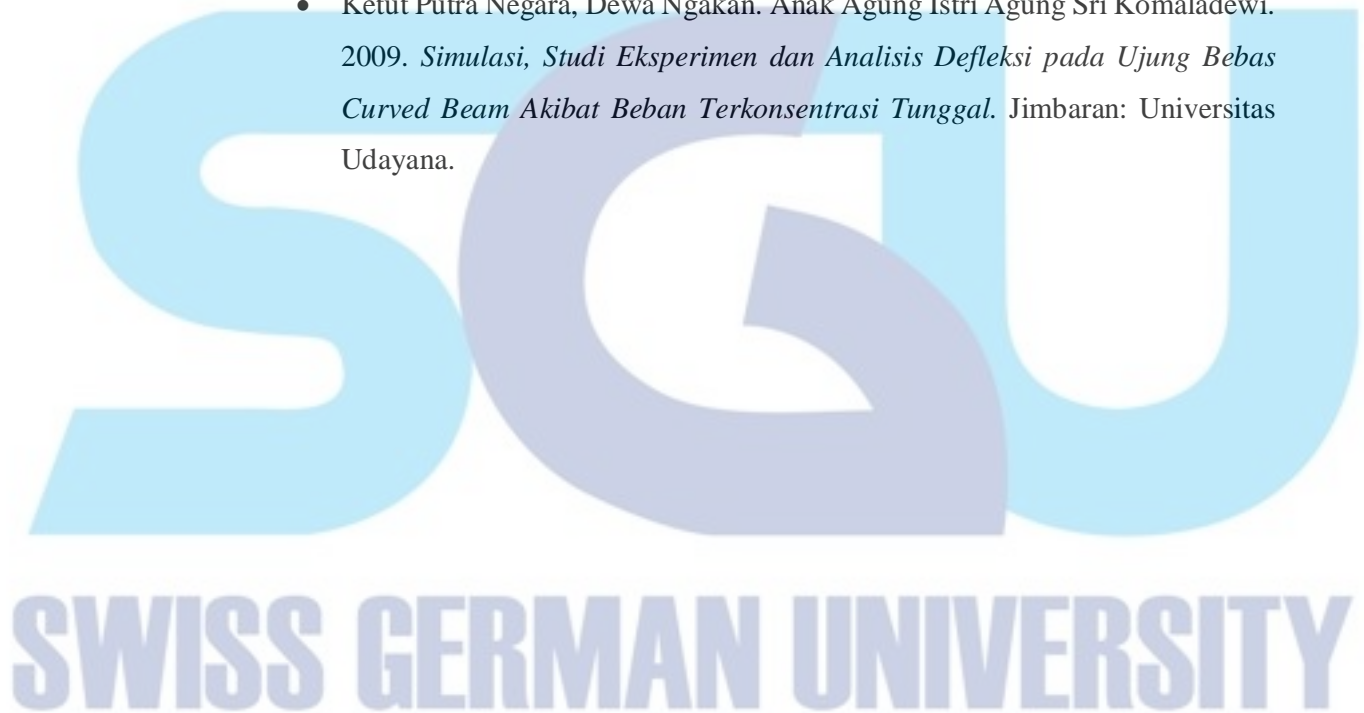 • Ketut Putra Negara, Dewa Ngakan. Anak Agung Istri Agung Sri Komaladewi.
2009. Simulasi, Studi Eksperimen dan Analisis Defleksi pada Ujung Bebas
Curved Beam Akibat Beban Terkonsentrasi Tunggal. Jimbaran: Universitas
Udayana.
SGU
SWISS GERMAN UNIVERSITY